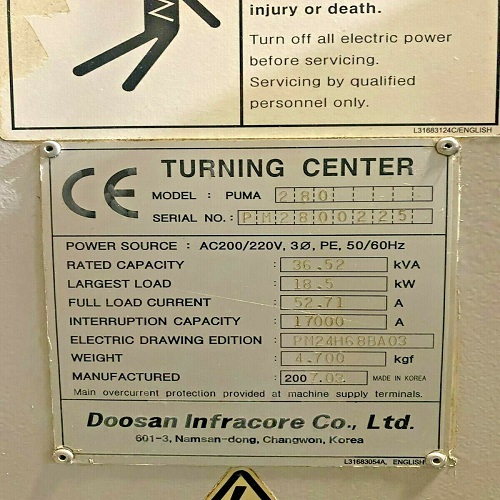 injury or death.
Turn off all electric power
before servicing.
Servicing by qualified
personnel only.
L31683124C/ENGLISH
CE TURNING CENTER
MODEL : PUMA 280
SERIAL NO. : PM2800225
POWER SOURCE : AC200/220V, 3Ø, PE, 50/60Hz
RATED CAPACITY : 36.52 kVA
LARGEST LOAD : 18.5 kW
FULL LOAD CURRENT : 52.71 A
INTERRUPTION CAPACITY : 17000 A
ELECTRIC DRAWING EDITION : PM24H68BA03
WEIGHT : 4.700 kgf
MANUFACTURED : 2007.03. MADE IN KOREA
Main overcurrent protection provided at machine supply terminals.
Doosan Infracore Co., Ltd.
601-3, Namsan-dong, Changwon, Korea
L31683054A, ENGLISH